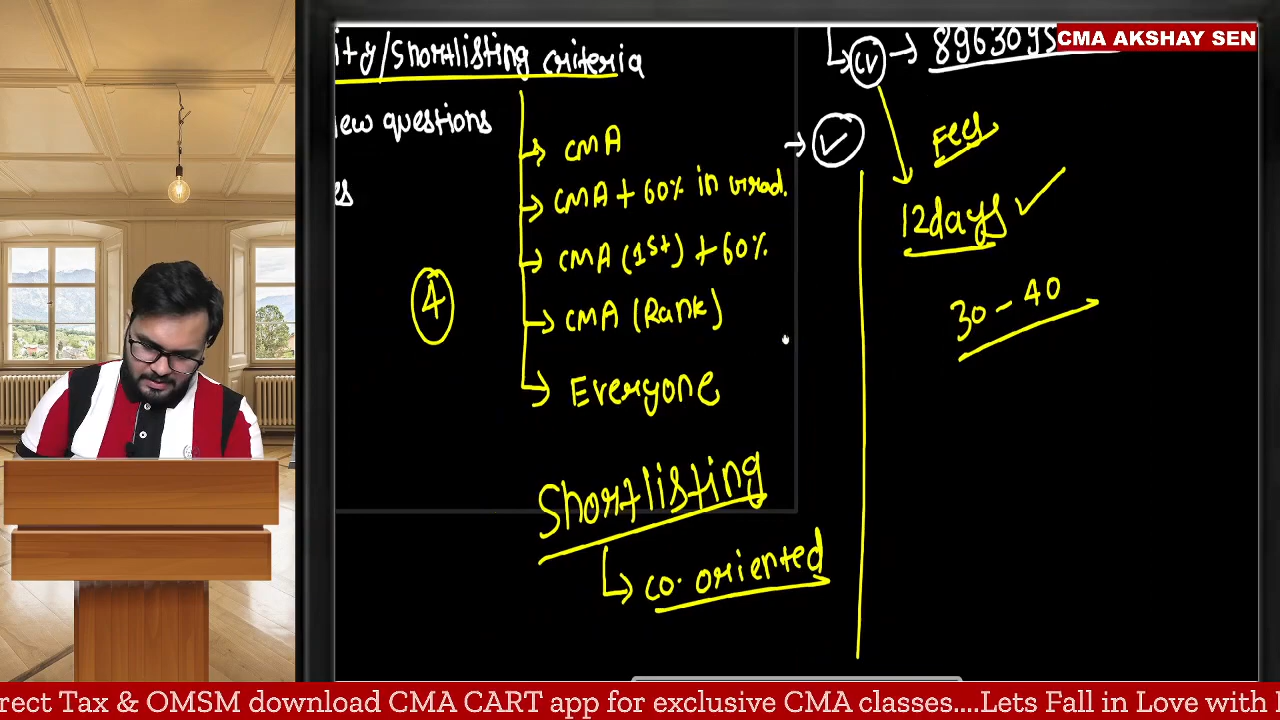 CMA AKSHAY SEN
ity/Shortlisting criteria
iew questions
es
CMA
CMA + 60% in Grad.
CMA (1st) + 60%
CMA (Rank)
Everyone
4
Shortlisting
co. oriented
CV → 8963095
Fees
12days ✓
30 - 40
rect Tax & OMSM download CMA CART app for exclusive CMA classes....Lets Fall in Love with